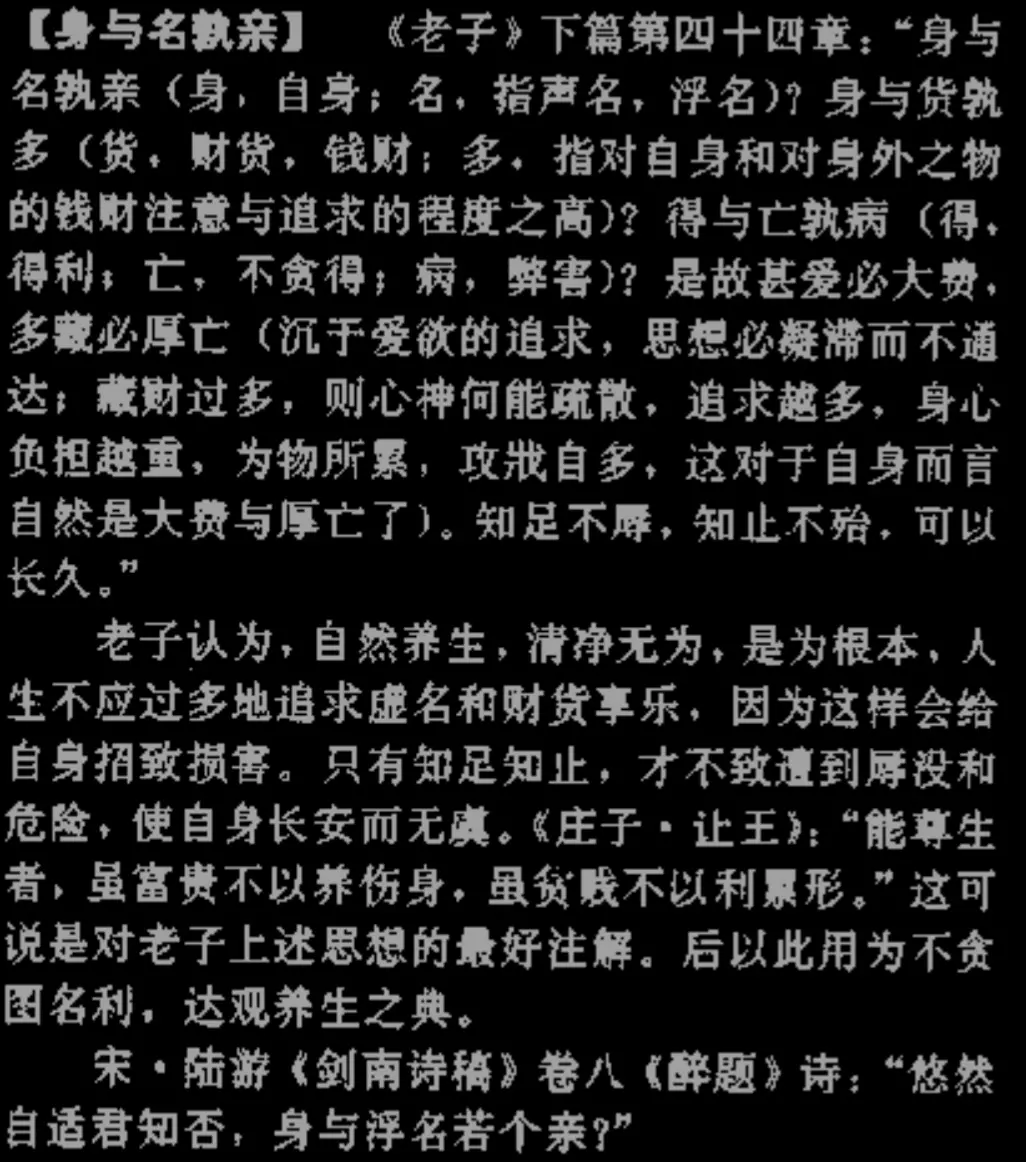 【身与名孰亲】　《老子》下篇第四十四章：“身与
名孰亲（身，自身；名，指声名，浮名）？身与货孰
多（货，财货，钱财；多，指对自身和对身外之物
的钱财注意与追求的程度之高）？得与亡孰病（得，
得利；亡，不贪得；病，弊害）？是故甚爱必大费，
多藏必厚亡（沉于爱欲的追求，思想必凝滞而不通
达；藏财过多，则心神何能疏散，追求越多，身心
负担越重，为物所累，攻戕自多，这对于自身而言
自然是大费与厚亡了）。知足不辱，知止不殆，可以
长久。”
老子认为，自然养生，清净无为，是为根本，人
生不应过多地追求虚名和财货享乐，因为这样会给
自身招致损害。只有知足知止，才不致遭到辱没和
危险，使自身长安而无虞。《庄子·让王》：“能尊生
者，虽富贵不以养伤身，虽贫贱不以利累形。”这可
说是对老子上述思想的最好注解。后以此用为不贪
图名利，达观养生之典。
宋·陆游《剑南诗稿》卷八《醉题》诗：“悠然
自适君知否，身与浮名若个亲？”